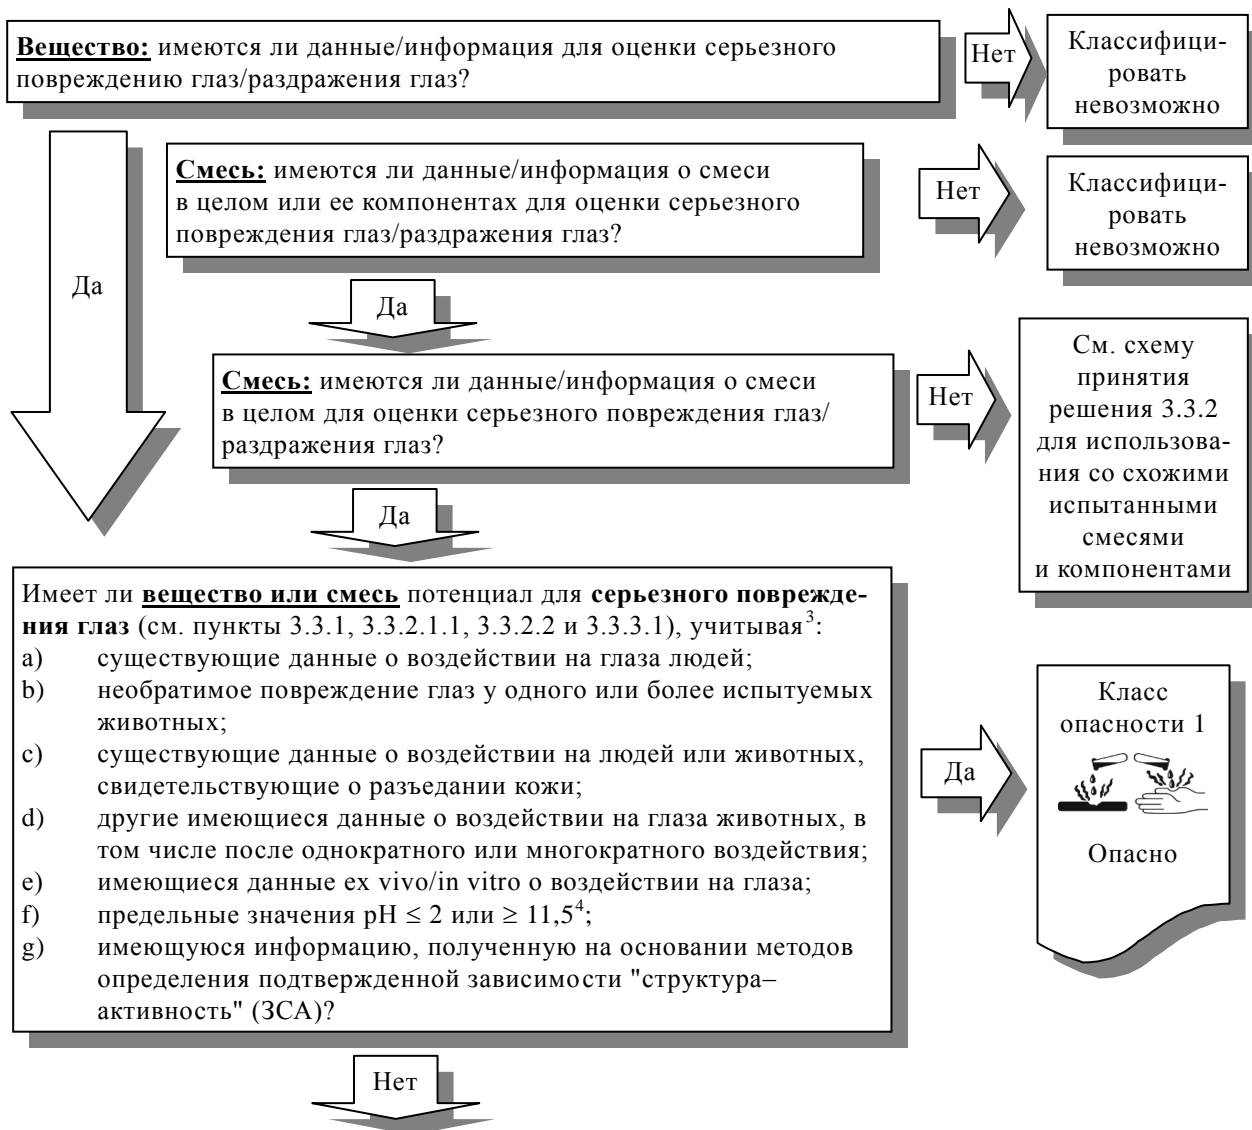 Вещество: имеются ли данные/информация для оценки серьезного
повреждению глаз/раздражения глаз?
Нет
Классифици-
ровать
невозможно
Смесь: имеются ли данные/информация о смеси
в целом или ее компонентах для оценки серьезного
повреждения глаз/раздражения глаз?
Нет
Классифици-
ровать
невозможно
Да
Да
Смесь: имеются ли данные/информация о смеси
в целом для оценки серьезного повреждения глаз/
раздражения глаз?
Нет
См. схему
принятия
решения 3.3.2
для использова-
ния со схожими
испытанными
смесями
и компонентами
Да
Имеет ли вещество или смесь потенциал для серьезного поврежде-
ния глаз (см. пункты 3.3.1, 3.3.2.1.1, 3.3.2.2 и 3.3.3.1), учитывая³:
a) существующие данные о воздействии на глаза людей;
b) необратимое повреждение глаз у одного или более испытуемых
животных;
c) существующие данные о воздействии на людей или животных,
свидетельствующие о разъедании кожи;
d) другие имеющиеся данные о воздействии на глаза животных, в
том числе после однократного или многократного воздействия;
e) имеющиеся данные ex vivo/in vitro о воздействии на глаза;
f) предельные значения pH ≤ 2 или ≥ 11,5⁴;
g) имеющуюся информацию, полученную на основании методов
определения подтвержденной зависимости "структура–
активность" (ЗСА)?
Да
Класс
опасности 1
Опасно
Нет